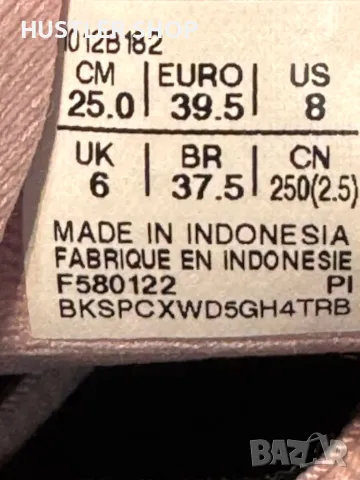 HUSTLER SHOP
1012B182
CM EURO US
25.0 39.5 8
UK BR CN
6 37.5 250(2.5)
MADE IN INDONESIA
FABRIQUE EN INDONESIE
F580122 PI
BKSPCXWD5GH4TRB
bazar